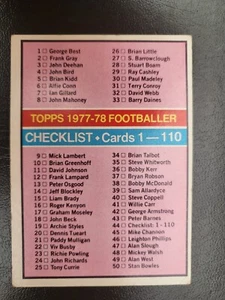 1 George Best
2 Frank Gray
3 John Deehan
4 John Bird
5 Brian Kidd
6 Alfie Conn
7 Ian Gillard
8 John Mahoney
26 Brian Little
27 S. Barrowclough
28 Stuart Boam
29 Ray Cashley
30 Paul Madeley
31 Terry Conroy
32 David Webb
33 Barry Daines
TOPPS 1977-78 FOOTBALLER
CHECKLIST • Cards 1—110
9 Mick Lambert
10 Brian Greenhoff
11 David Johnson
12 Frank Lampard
13 Peter Osgood
14 Jeff Blockley
15 Liam Brady
16 Roger Kenyon
17 Graham Moseley
18 John Beck
19 Archie Styles
20 Dennis Tueart
21 Paddy Mulligan
22 Viv Busby
23 Richie Powling
24 John Richards
25 Tony Currie
34 Brian Talbot
35 Steve Whitworth
36 Bobby Kerr
37 Bryan Robson
38 Bobby McDonald
39 Sam Allardyce
40 Steve Coppell
41 Willie Carr
42 George Armstrong
43 Peter Barnes
44 Checklist: 1-110
45 Mike Channon
46 Leighton Phillips
47 Alan Slough
48 Mickey Walsh
49 Alan West
50 Stan Bowles